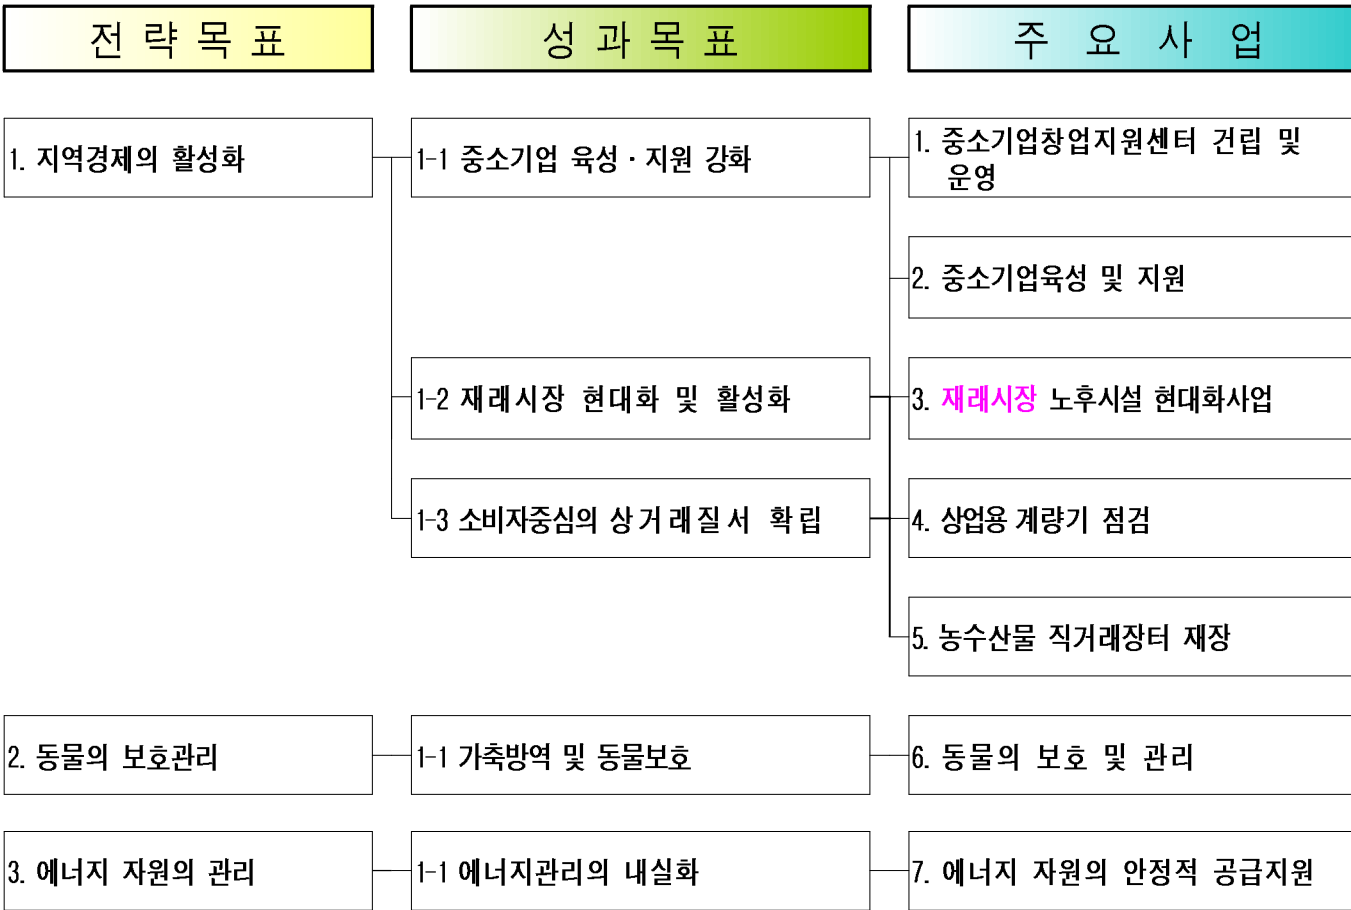 전략목표
성과목표
주요사업
1. 지역경제의 활성화
1-1 중소기업 육성·지원 강화
1. 중소기업창업지원센터 건립 및
운영
2. 중소기업육성 및 지원
1-2 재래시장 현대화 및 활성화
3. 재래시장 노후시설 현대화사업
1-3 소비자중심의 상거래질서 확립
4. 상업용 계량기 점검
5. 농수산물 직거래장터 재장
2. 동물의 보호관리
1-1 가축방역 및 동물보호
6. 동물의 보호 및 관리
3. 에너지 자원의 관리
1-1 에너지관리의 내실화
7. 에너지 자원의 안정적 공급지원